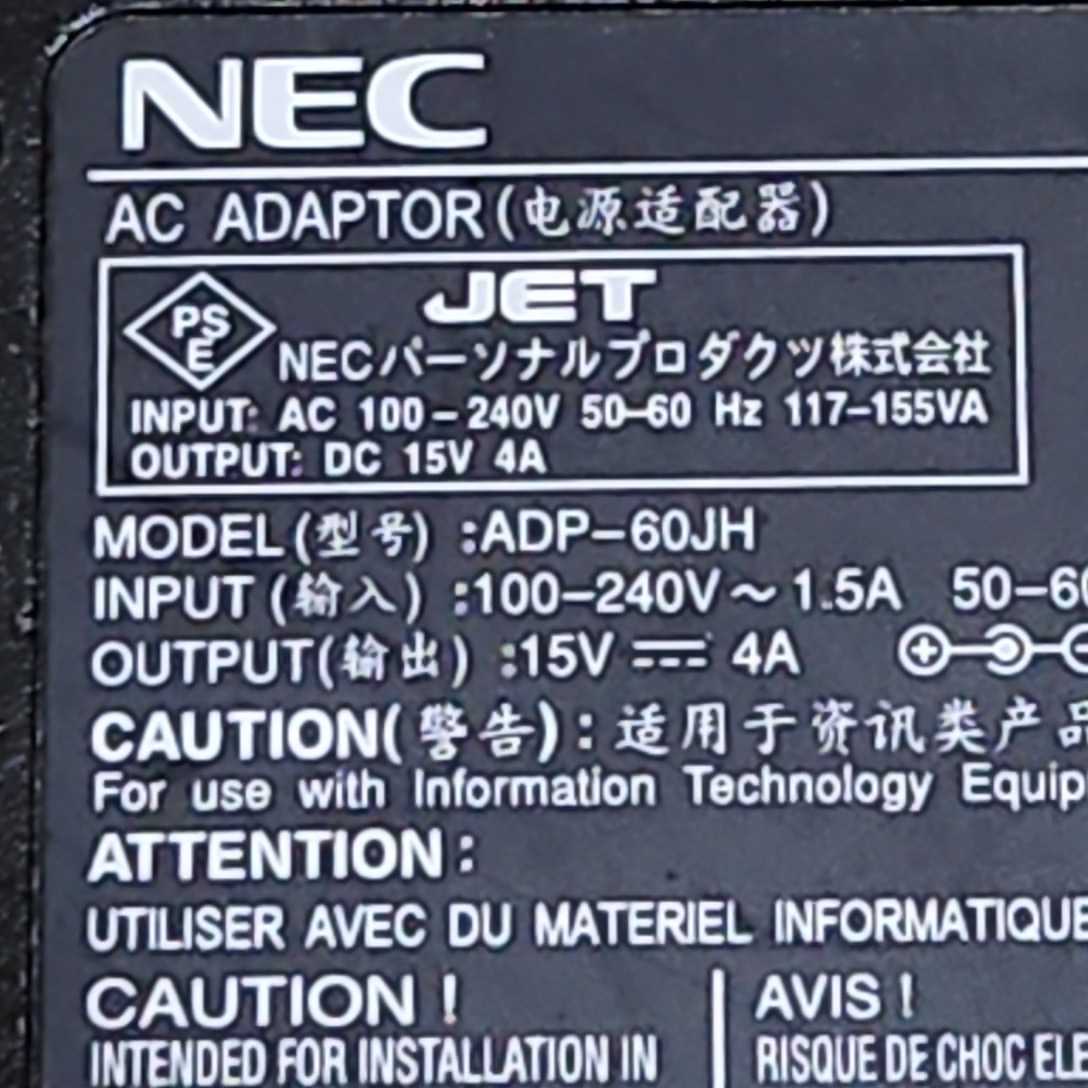 NEC
AC ADAPTOR(电源适配器)
JET
PS
E
NECパーソナルプロダクツ株式会社
INPUT: AC 100-240V 50-60 Hz 117-155VA
OUTPUT: DC 15V 4A
MODEL(型号) :ADP-60JH
INPUT (输入) :100-240V~1.5A 50-60
OUTPUT(输出) :15V⎓4A
CAUTION(警告): 适用于资讯类产品
For use with Information Technology Equip
ATTENTION:
UTILISER AVEC DU MATERIEL INFORMATIQUE
CAUTION !
INTENDED FOR INSTALLATION IN
AVIS !
RISQUE DE CHOC ELE